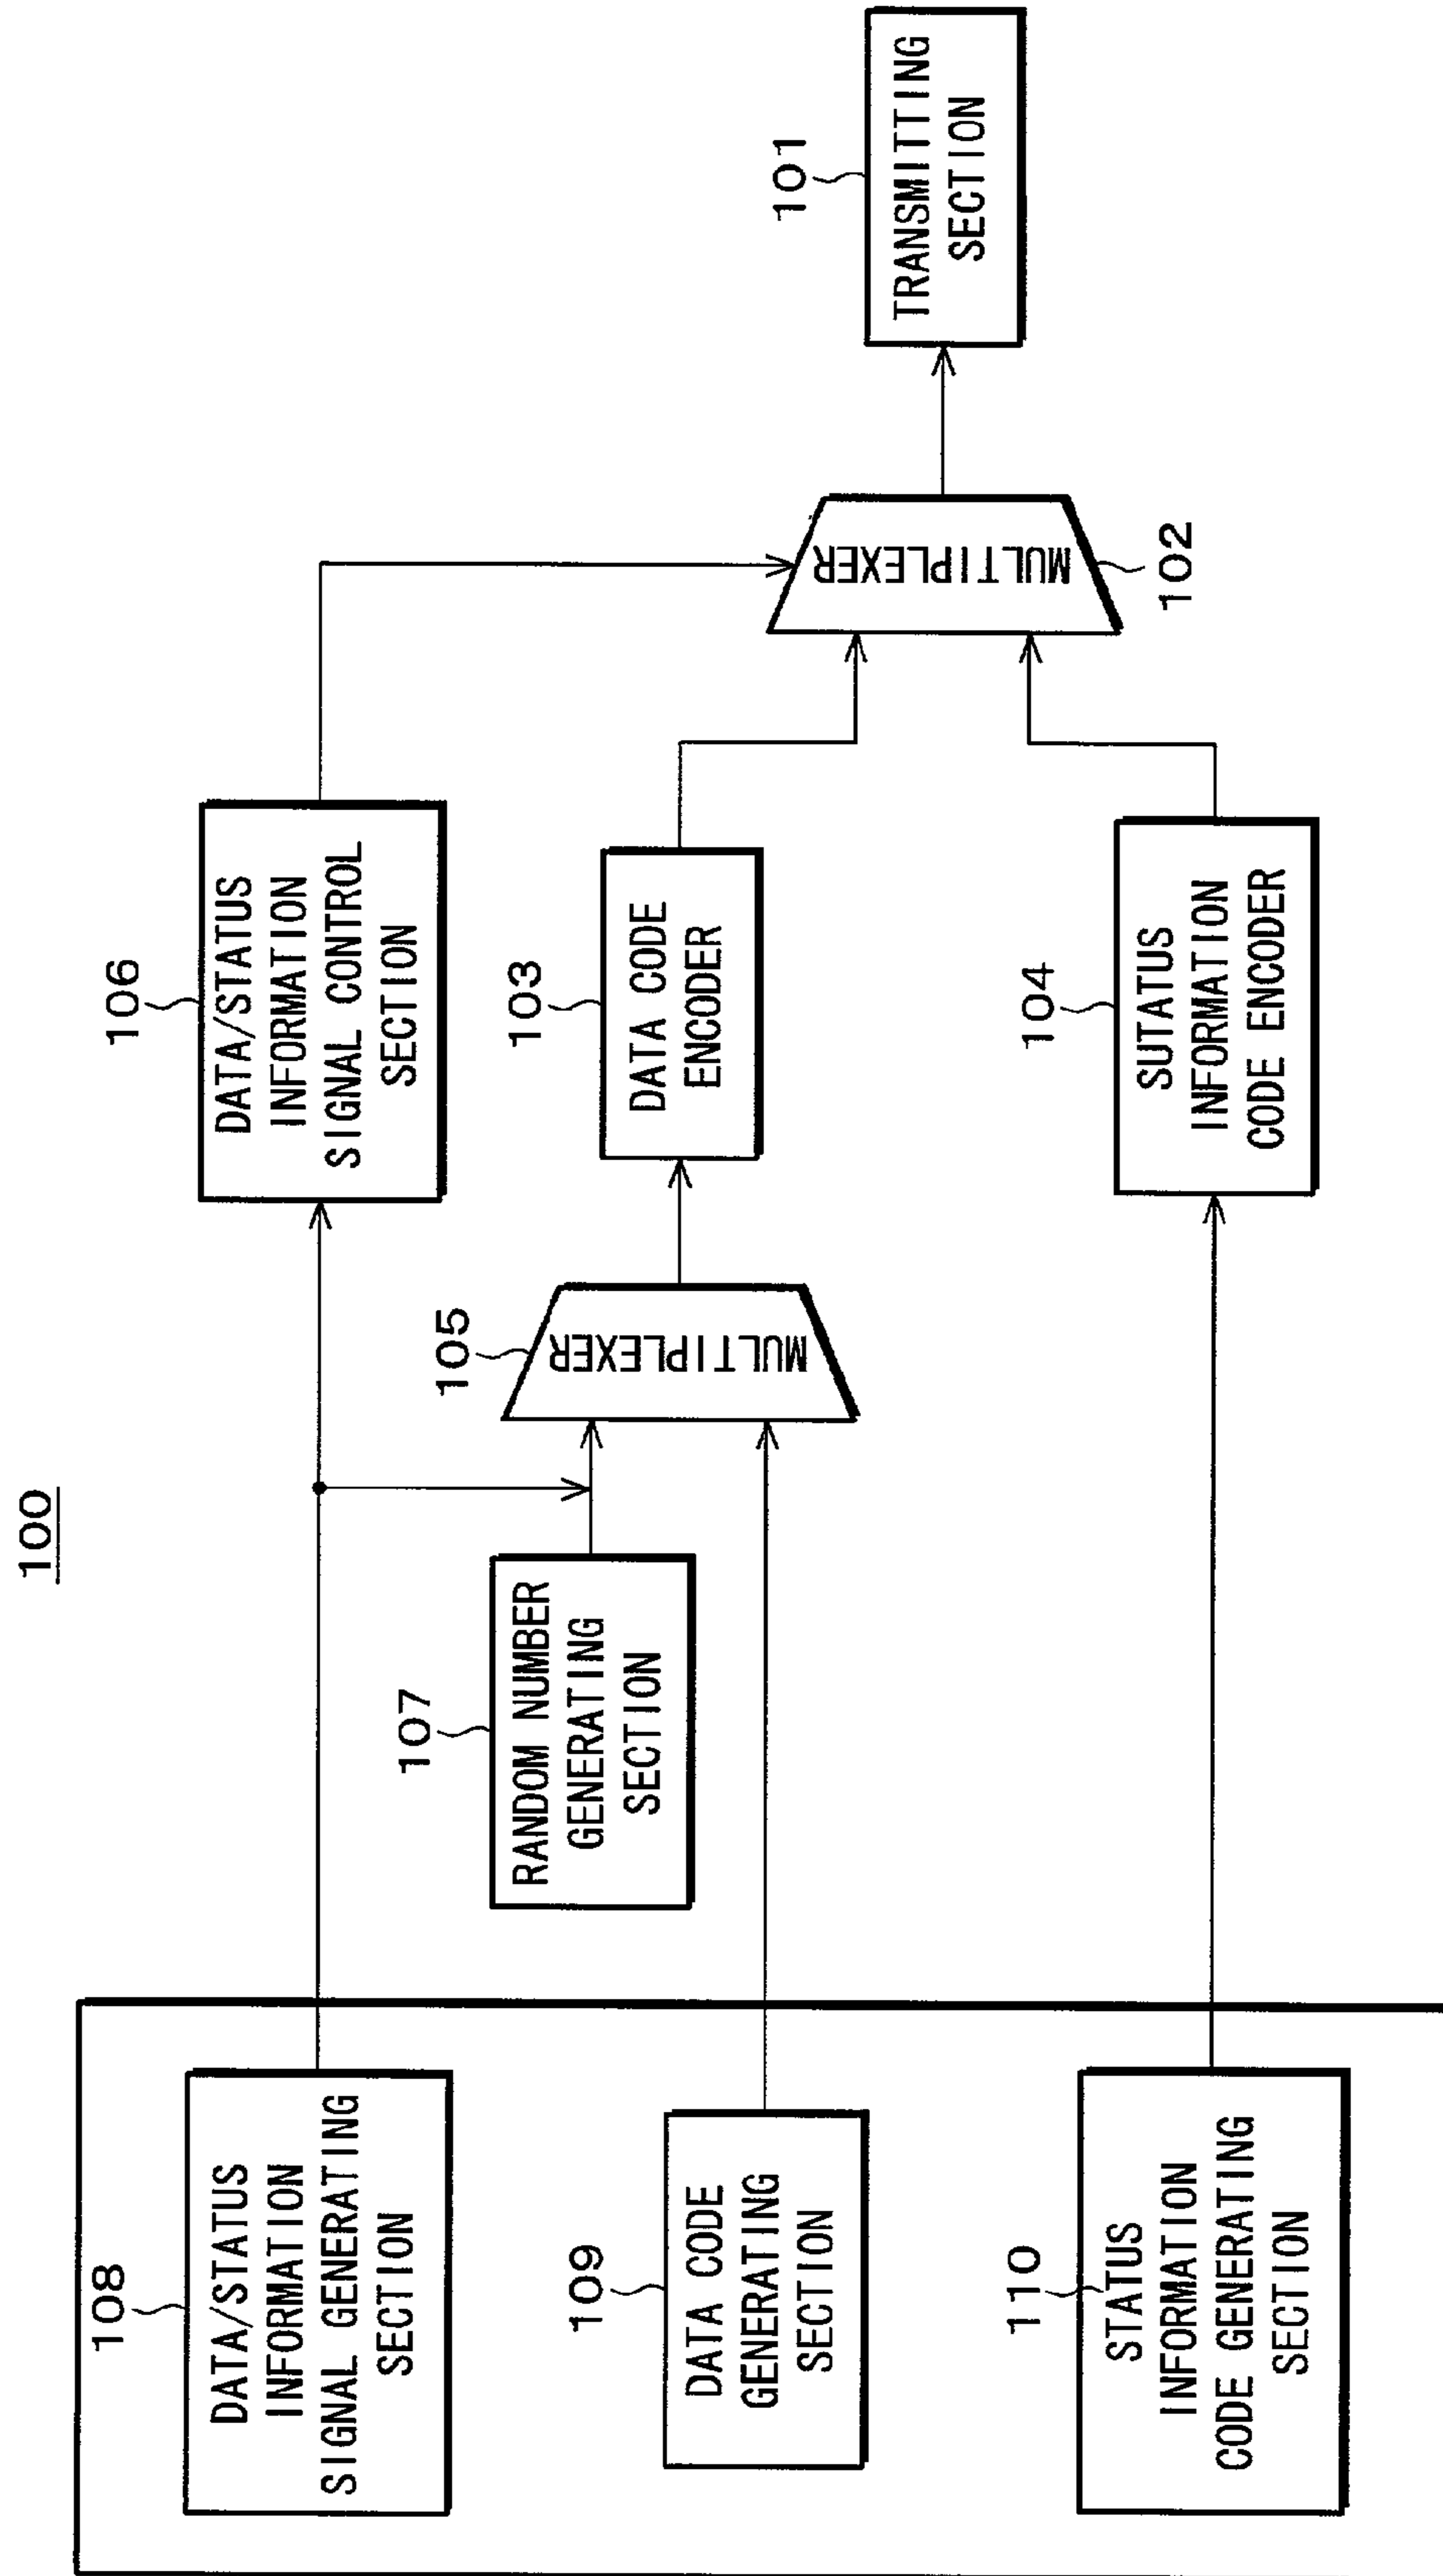 100
108
DATA/STATUS
INFORMATION
SIGNAL GENERATING
SECTION
106
DATA/STATUS
INFORMATION
SIGNAL CONTROL
SECTION
107
RANDOM NUMBER
GENERATING
SECTION
105
MULTIPLEXER
103
DATA CODE
ENCODER
109
DATA CODE
GENERATING
SECTION
102
MULTIPLEXER
101
TRANSMITTING
SECTION
110
STATUS
INFORMATION
CODE GENERATING
SECTION
104
SUTATUS
INFORMATION
CODE ENCODER